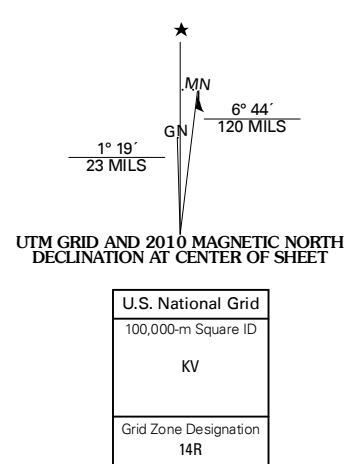 MN
GN
6° 44´
120 MILS
1° 19´
23 MILS
UTM GRID AND 2010 MAGNETIC NORTH
DECLINATION AT CENTER OF SHEET
U.S. National Grid
100,000-m Square ID
KV
Grid Zone Designation
14R